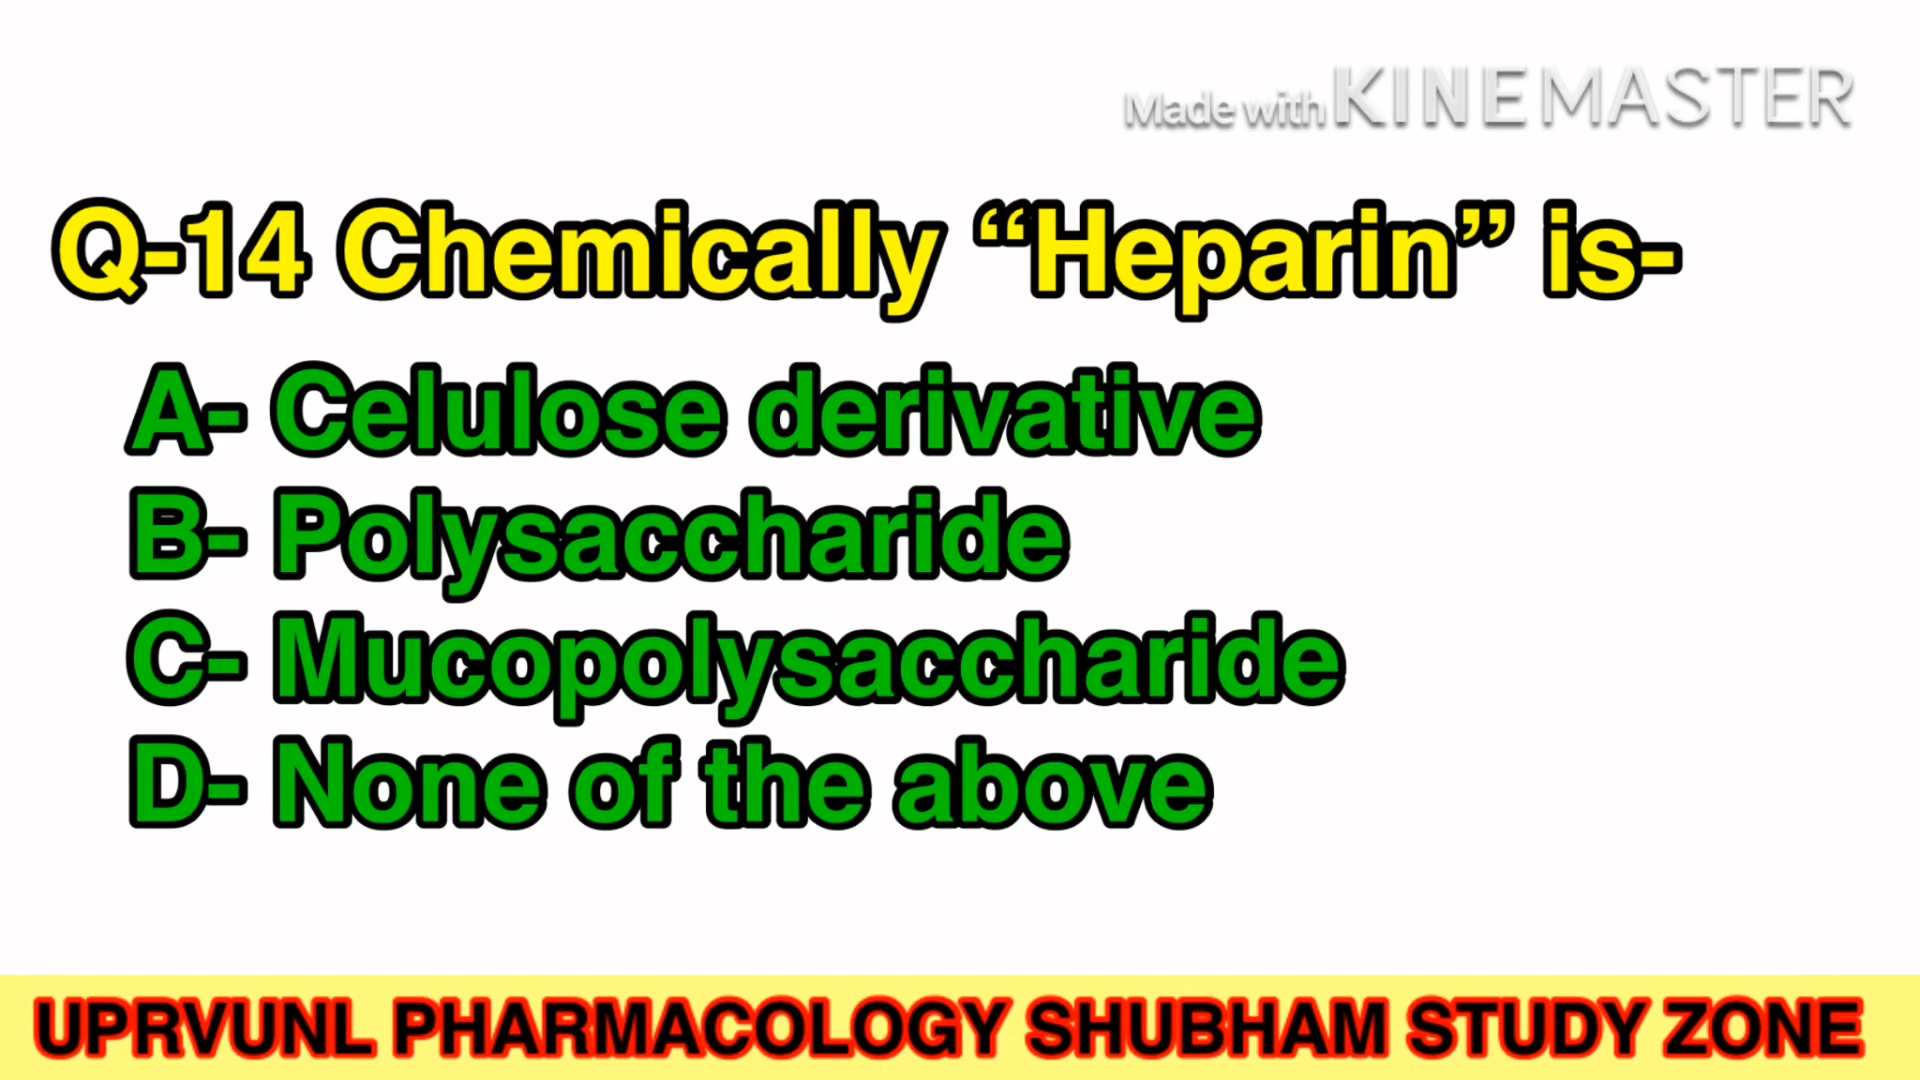 Made with KINEMASTER
Q-14 Chemically “Heparin” is-
A- Celulose derivative
B- Polysaccharide
C- Mucopolysaccharide
D- None of the above
UPRVUNL PHARMACOLOGY SHUBHAM STUDY ZONE